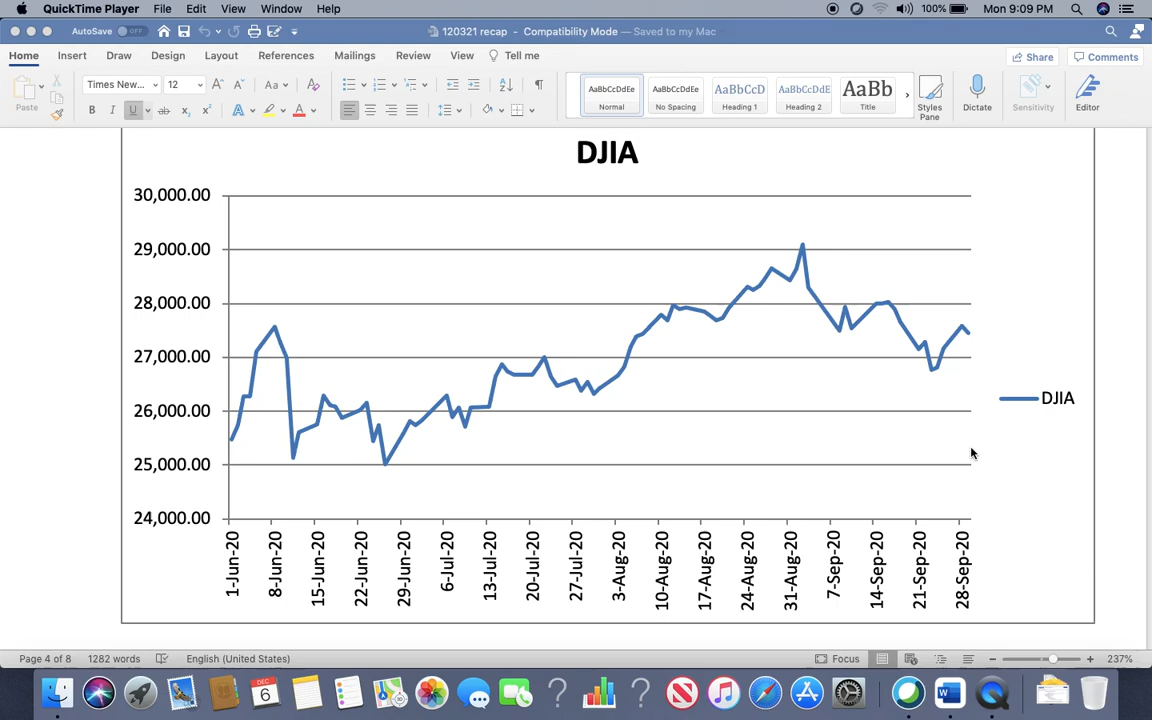 QuickTime Player File Edit View Window Help 100% Mon 9:09 PM
AutoSave OFF 120321 recap - Compatibility Mode — Saved to my Mac
Home Insert Draw Design Layout References Mailings Review View Tell me Share Comments
Paste Times New... 12 Aa AaBbCcDdEe AaBbCcDdEe AaBbCcD AaBbCcDdE AaBb
Normal No Spacing Heading 1 Heading 2 Title Styles Pane Dictate Sensitivity Editor
B I U ab x₂ x² A A
DJIA
30,000.00
29,000.00
28,000.00
27,000.00
26,000.00
25,000.00
24,000.00
DJIA
1-Jun-20 8-Jun-20 15-Jun-20 22-Jun-20 29-Jun-20 6-Jul-20 13-Jul-20 20-Jul-20 27-Jul-20 3-Aug-20 10-Aug-20 17-Aug-20 24-Aug-20 31-Aug-20 7-Sep-20 14-Sep-20 21-Sep-20 28-Sep-20
Page 4 of 8 1282 words English (United States) Focus 237%
DEC
6